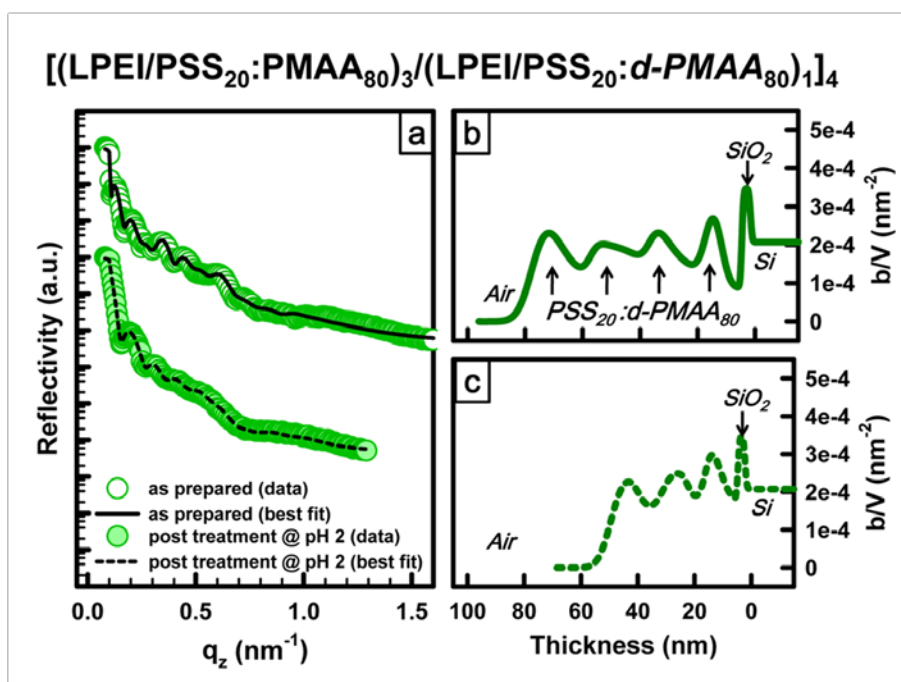 [(LPEI/PSS20:PMAA80)3/(LPEI/PSS20:d-PMAA80)1]4
a
Reflectivity (a.u.)
as prepared (data)
as prepared (best fit)
post treatment @ pH 2 (data)
post treatment @ pH 2 (best fit)
0.0 0.5 1.0 1.5
qz (nm-1)
b
SiO2
Si
Air
PSS20:d-PMAA80
5e-4
4e-4
3e-4
2e-4
1e-4
0
b/V (nm-2)
c
SiO2
Si
Air
5e-4
4e-4
3e-4
2e-4
1e-4
0
b/V (nm-2)
100 80 60 40 20 0
Thickness (nm)